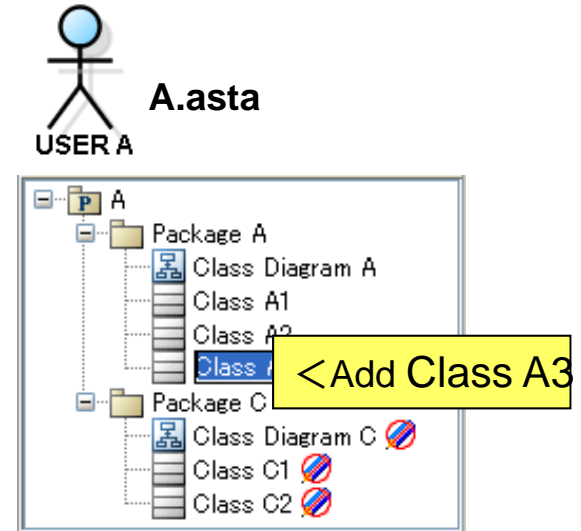 A.asta
USER A
A
Package A
Class Diagram A
Class A1
Class A2
Class
<Add Class A3
Package C
Class Diagram C
Class C1
Class C2